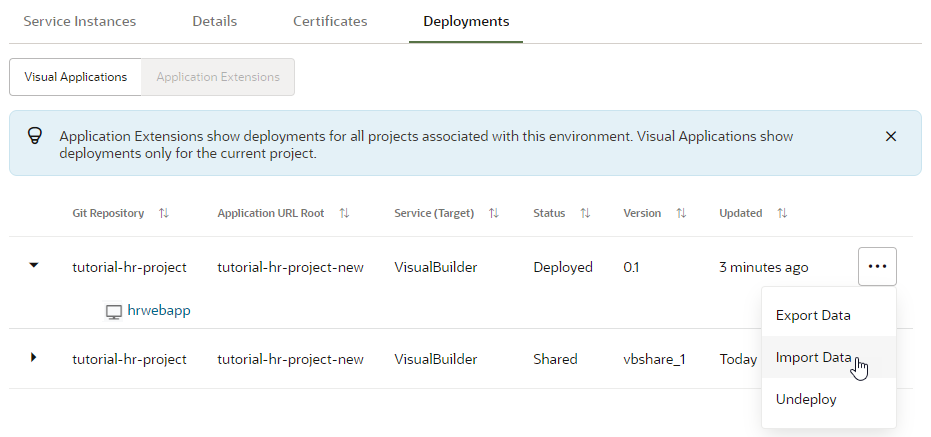 Service Instances Details Certificates Deployments
Visual Applications Application Extensions
Application Extensions show deployments for all projects associated with this environment. Visual Applications show
deployments only for the current project.
Git Repository Application URL Root Service (Target) Status Version Updated
tutorial-hr-project tutorial-hr-project-new VisualBuilder Deployed 0.1 3 minutes ago
hrwebapp
Export Data
tutorial-hr-project tutorial-hr-project-new VisualBuilder Shared vbshare_1 Today
Import Data
Undeploy